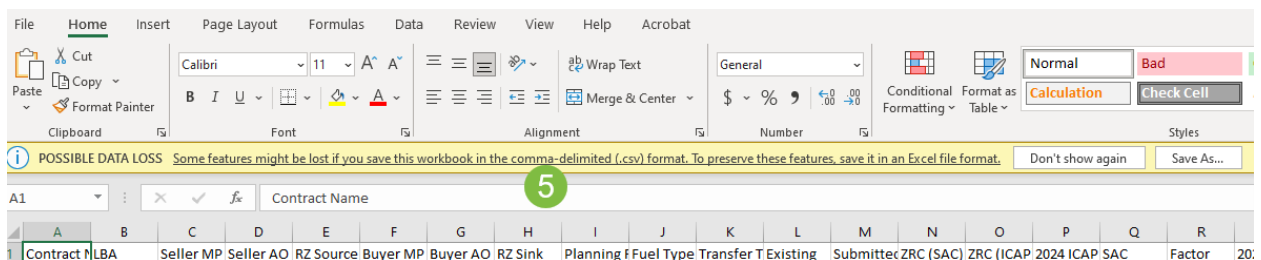 File Home Insert Page Layout Formulas Data Review View Help Acrobat
Cut
Copy
Format Painter
Paste
Clipboard
Calibri 11 A^ A˅
B I U A
Font
Wrap Text
Merge & Center
Alignment
General
$ % 9 .00 .0
Number
Conditional Formatting
Format as Table
Normal Bad
Calculation Check Cell
Styles
POSSIBLE DATA LOSS Some features might be lost if you save this workbook in the comma-delimited (.csv) format. To preserve these features, save it in an Excel file format. Don't show again Save As...
5
A1 fx Contract Name
A B C D E F G H I J K L M N O P Q R
1 Contract N LBA Seller MP Seller AO RZ Source Buyer MP Buyer AO RZ Sink Planning F Fuel Type Transfer T Existing Submitted ZRC (SAC) ZRC (ICAP 2024 ICAP SAC Factor 202